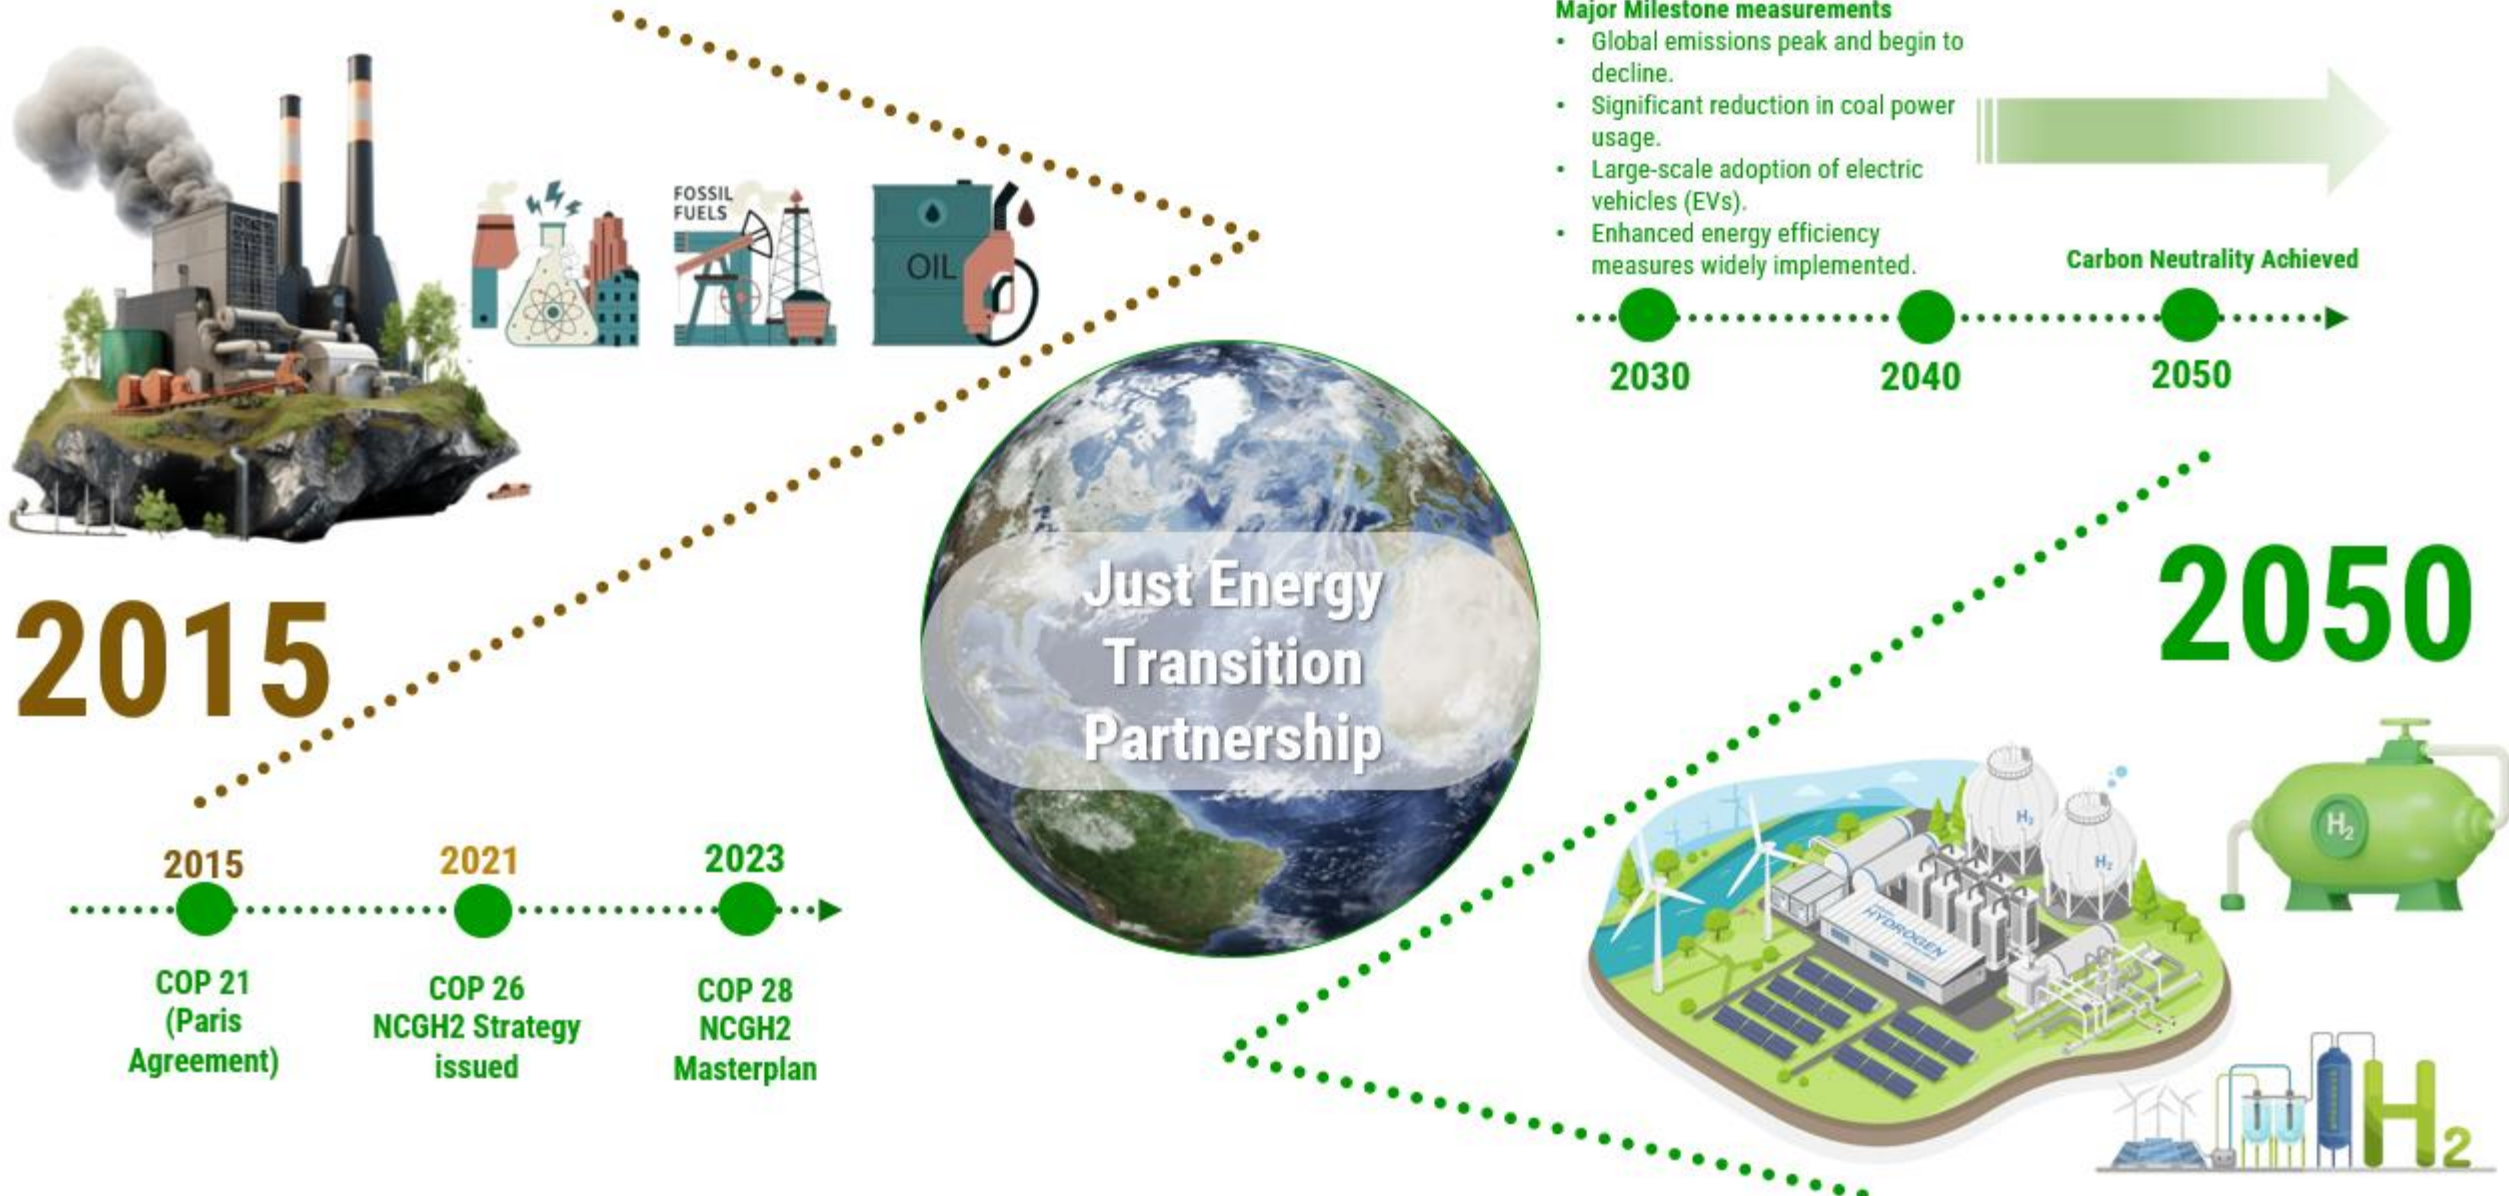 Major Milestone measurements
• Global emissions peak and begin to
decline.
• Significant reduction in coal power
usage.
• Large-scale adoption of electric
vehicles (EVs).
• Enhanced energy efficiency
measures widely implemented.
Carbon Neutrality Achieved
2030
2040
2050
FOSSIL
FUELS
OIL
Just Energy
Transition
Partnership
2015
2050
2015
2021
2023
COP 21
(Paris
Agreement)
COP 26
NCGH2 Strategy
issued
COP 28
NCGH2
Masterplan
H₂
H₂
H₂
HYDROGEN
H₂